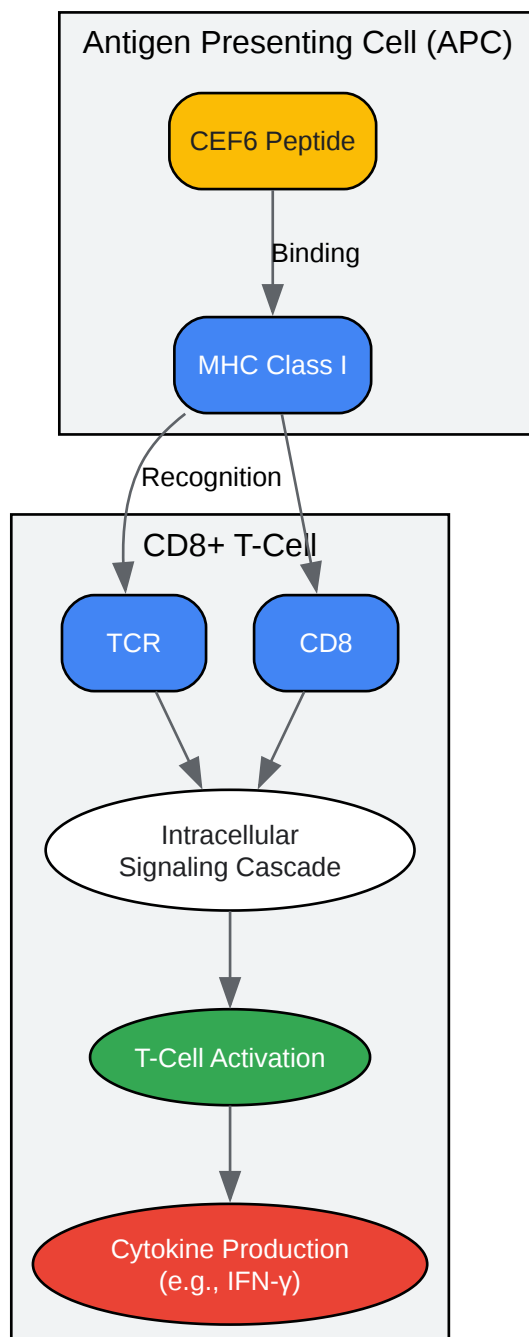 Antigen Presenting Cell (APC)
CEF6 Peptide
Binding
MHC Class I
Recognition
CD8+ T-Cell
TCR
CD8
Intracellular
Signaling Cascade
T-Cell Activation
Cytokine Production
(e.g., IFN-γ)